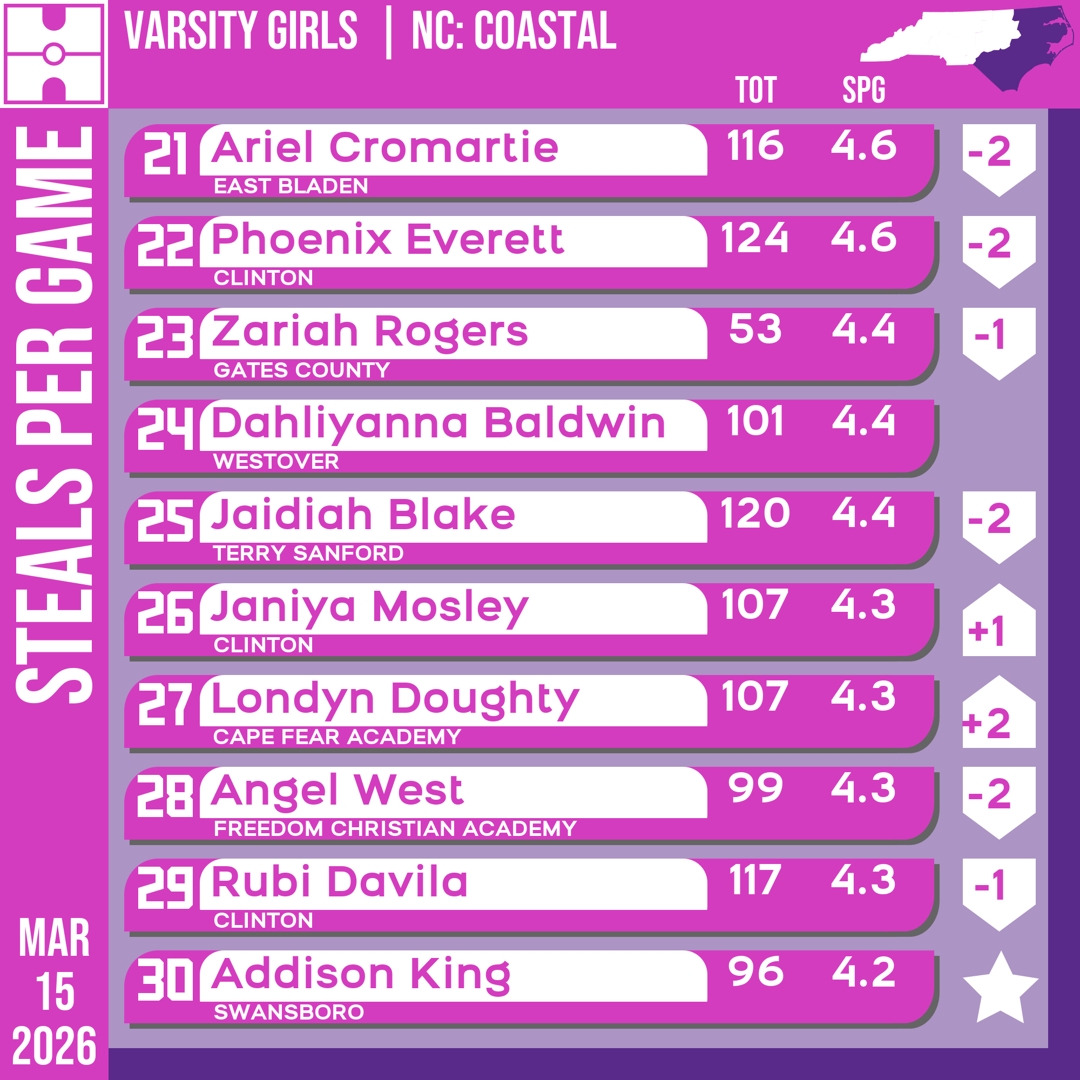 VARSITY GIRLS | NC: COASTAL
TOT SPG
STEALS PER GAME
21 Ariel Cromartie 116 4.6 -2
EAST BLADEN
22 Phoenix Everett 124 4.6 -2
CLINTON
23 Zariah Rogers 53 4.4 -1
GATES COUNTY
24 Dahliyanna Baldwin 101 4.4
WESTOVER
25 Jaidiah Blake 120 4.4 -2
TERRY SANFORD
26 Janiya Mosley 107 4.3 +1
CLINTON
27 Londyn Doughty 107 4.3 +2
CAPE FEAR ACADEMY
28 Angel West 99 4.3 -2
FREEDOM CHRISTIAN ACADEMY
29 Rubi Davila 117 4.3 -1
CLINTON
30 Addison King 96 4.2
SWANSBORO
MAR
15
2026